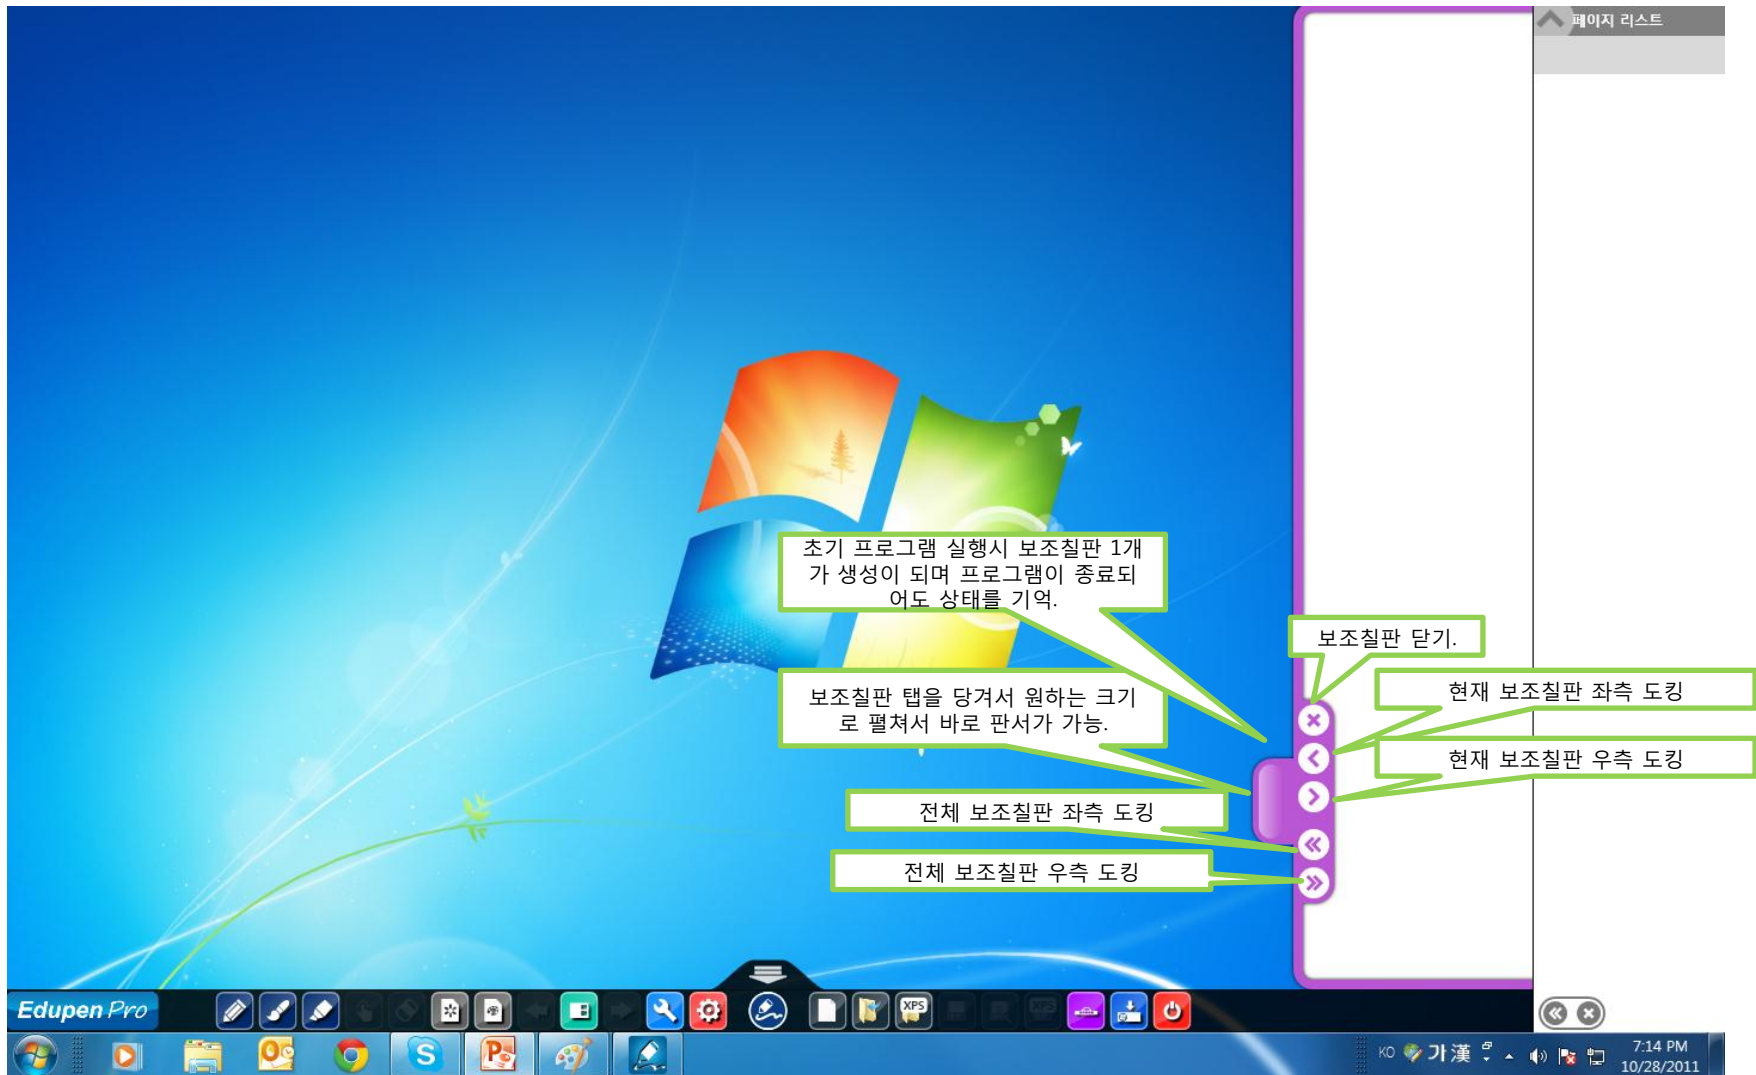 페이지 리스트
초기 프로그램 실행시 보조칠판 1개
가 생성이 되며 프로그램이 종료되
어도 상태를 기억.
보조칠판 닫기.
보조칠판 탭을 당겨서 원하는 크기
로 펼쳐서 바로 판서가 가능.
현재 보조칠판 좌측 도킹
현재 보조칠판 우측 도킹
전체 보조칠판 좌측 도킹
전체 보조칠판 우측 도킹
Edupen Pro
XPS
XPS
KO 가 漢
7:14 PM
10/28/2011